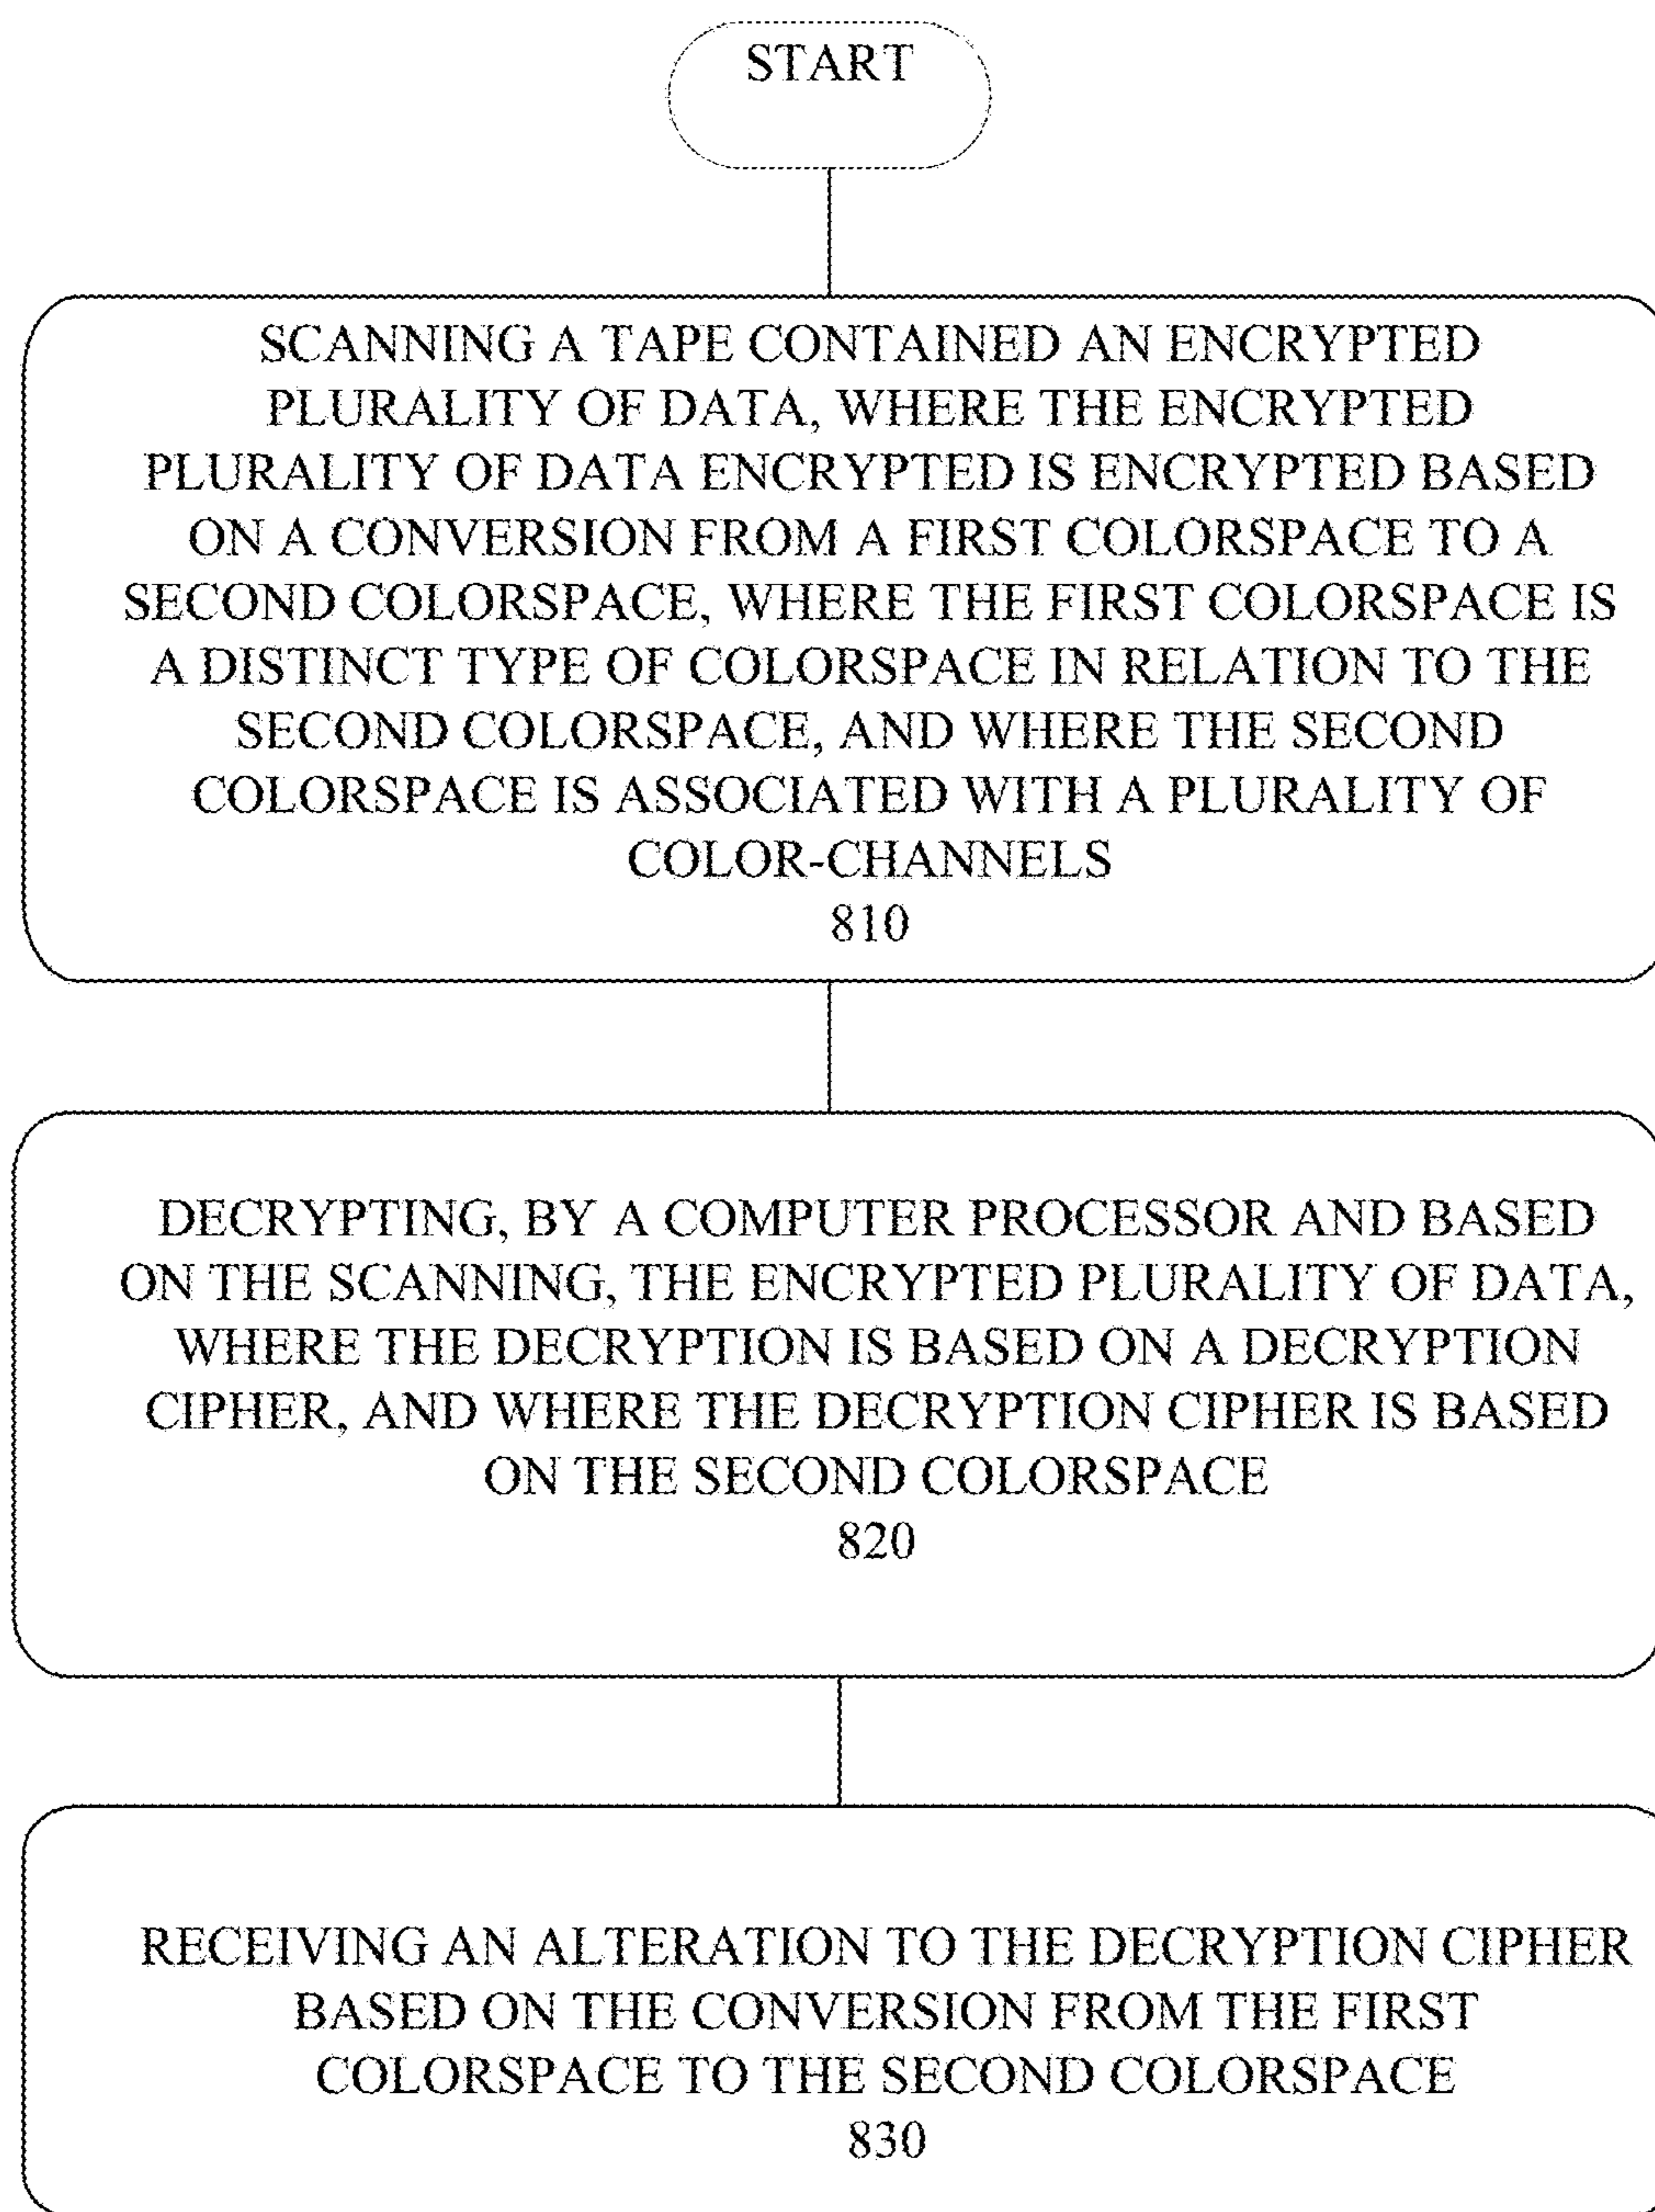 START
SCANNING A TAPE CONTAINED AN ENCRYPTED
PLURALITY OF DATA, WHERE THE ENCRYPTED
PLURALITY OF DATA ENCRYPTED IS ENCRYPTED BASED
ON A CONVERSION FROM A FIRST COLORSPACE TO A
SECOND COLORSPACE, WHERE THE FIRST COLORSPACE IS
A DISTINCT TYPE OF COLORSPACE IN RELATION TO THE
SECOND COLORSPACE, AND WHERE THE SECOND
COLORSPACE IS ASSOCIATED WITH A PLURALITY OF
COLOR-CHANNELS
810
DECRYPTING, BY A COMPUTER PROCESSOR AND BASED
ON THE SCANNING, THE ENCRYPTED PLURALITY OF DATA,
WHERE THE DECRYPTION IS BASED ON A DECRYPTION
CIPHER, AND WHERE THE DECRYPTION CIPHER IS BASED
ON THE SECOND COLORSPACE
820
RECEIVING AN ALTERATION TO THE DECRYPTION CIPHER
BASED ON THE CONVERSION FROM THE FIRST
COLORSPACE TO THE SECOND COLORSPACE
830